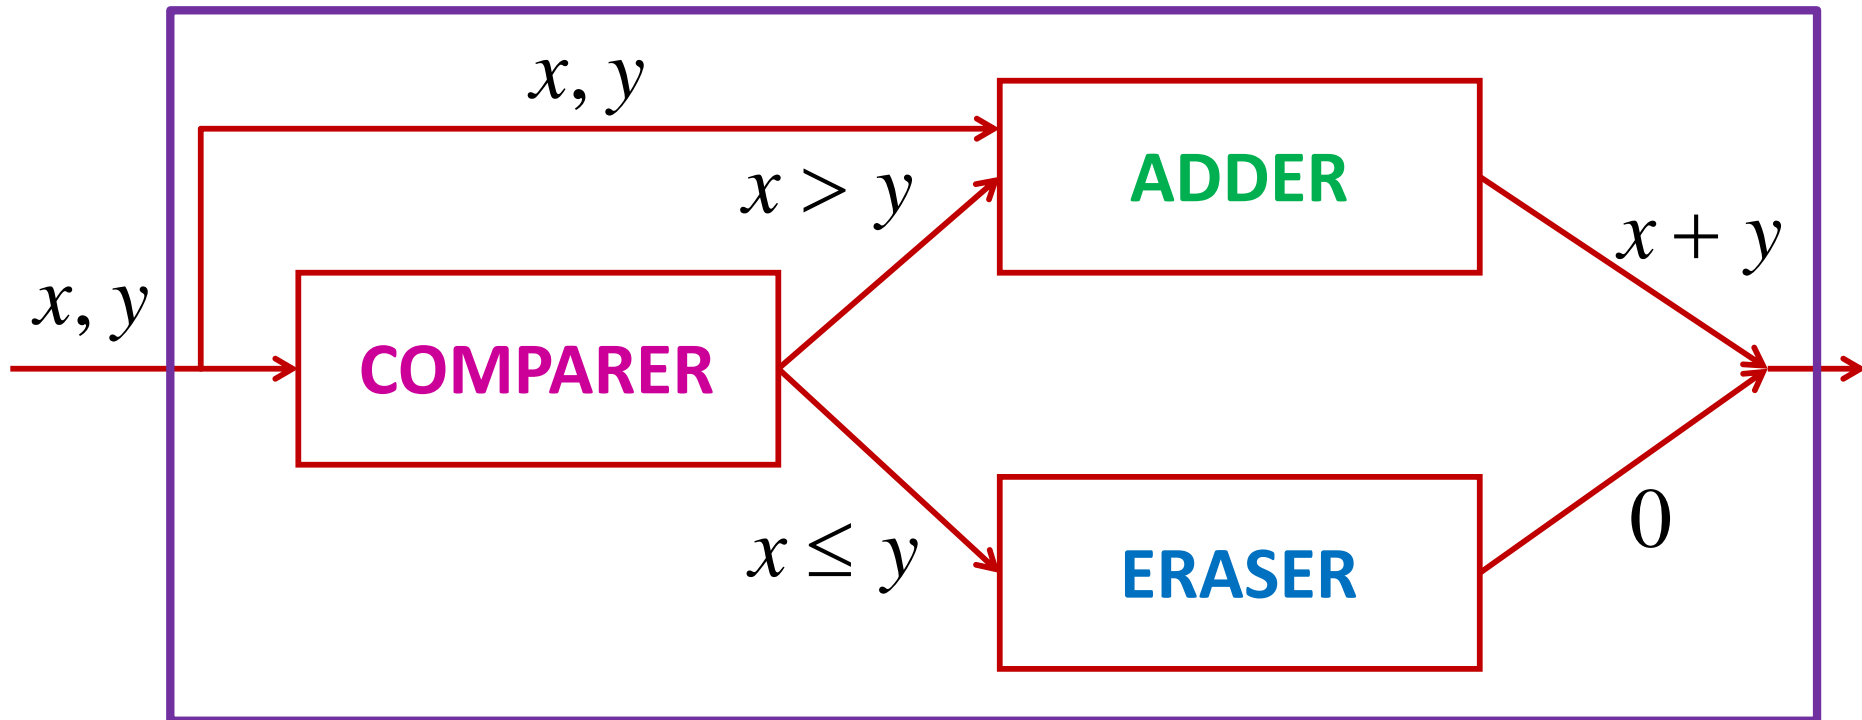 x, y
ADDER
x > y
x + y
x, y
COMPARER
x ≤ y
0
ERASER